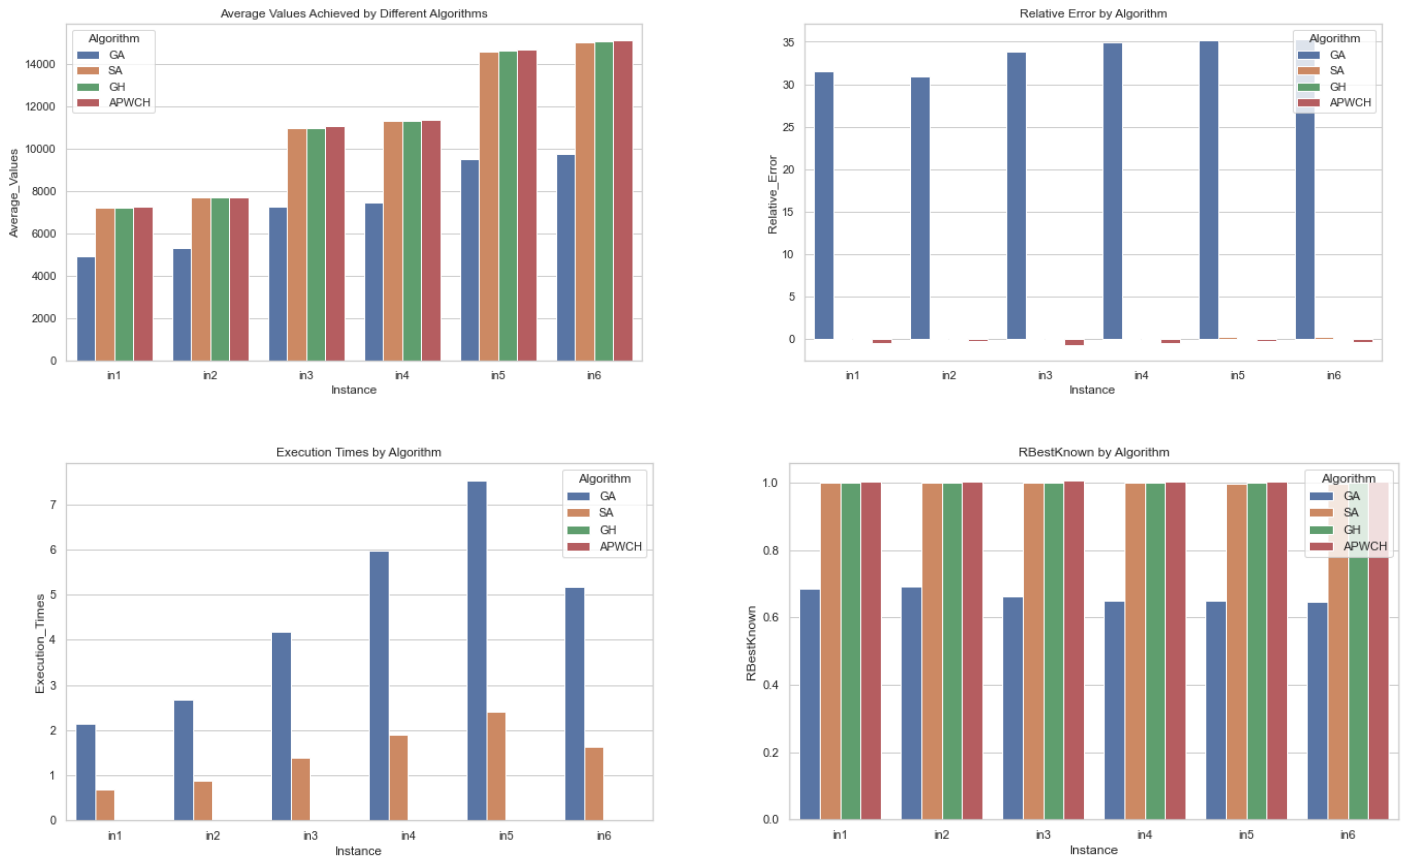 Average Values Achieved by Different Algorithms
Algorithm
GA
SA
GH
APWCH
14000
12000
10000
8000
6000
4000
2000
0
Average_Values
in1 in2 in3 in4 in5 in6
Instance
Relative Error by Algorithm
Algorithm
GA
SA
GH
APWCH
35
30
25
20
15
10
5
0
Relative_Error
in1 in2 in3 in4 in5 in6
Instance
Execution Times by Algorithm
Algorithm
GA
SA
GH
APWCH
7
6
5
4
3
2
1
0
Execution_Times
in1 in2 in3 in4 in5 in6
Instance
RBestKnown by Algorithm
Algorithm
GA
SA
GH
APWCH
1.0
0.8
0.6
0.4
0.2
0.0
RBestKnown
in1 in2 in3 in4 in5 in6
Instance